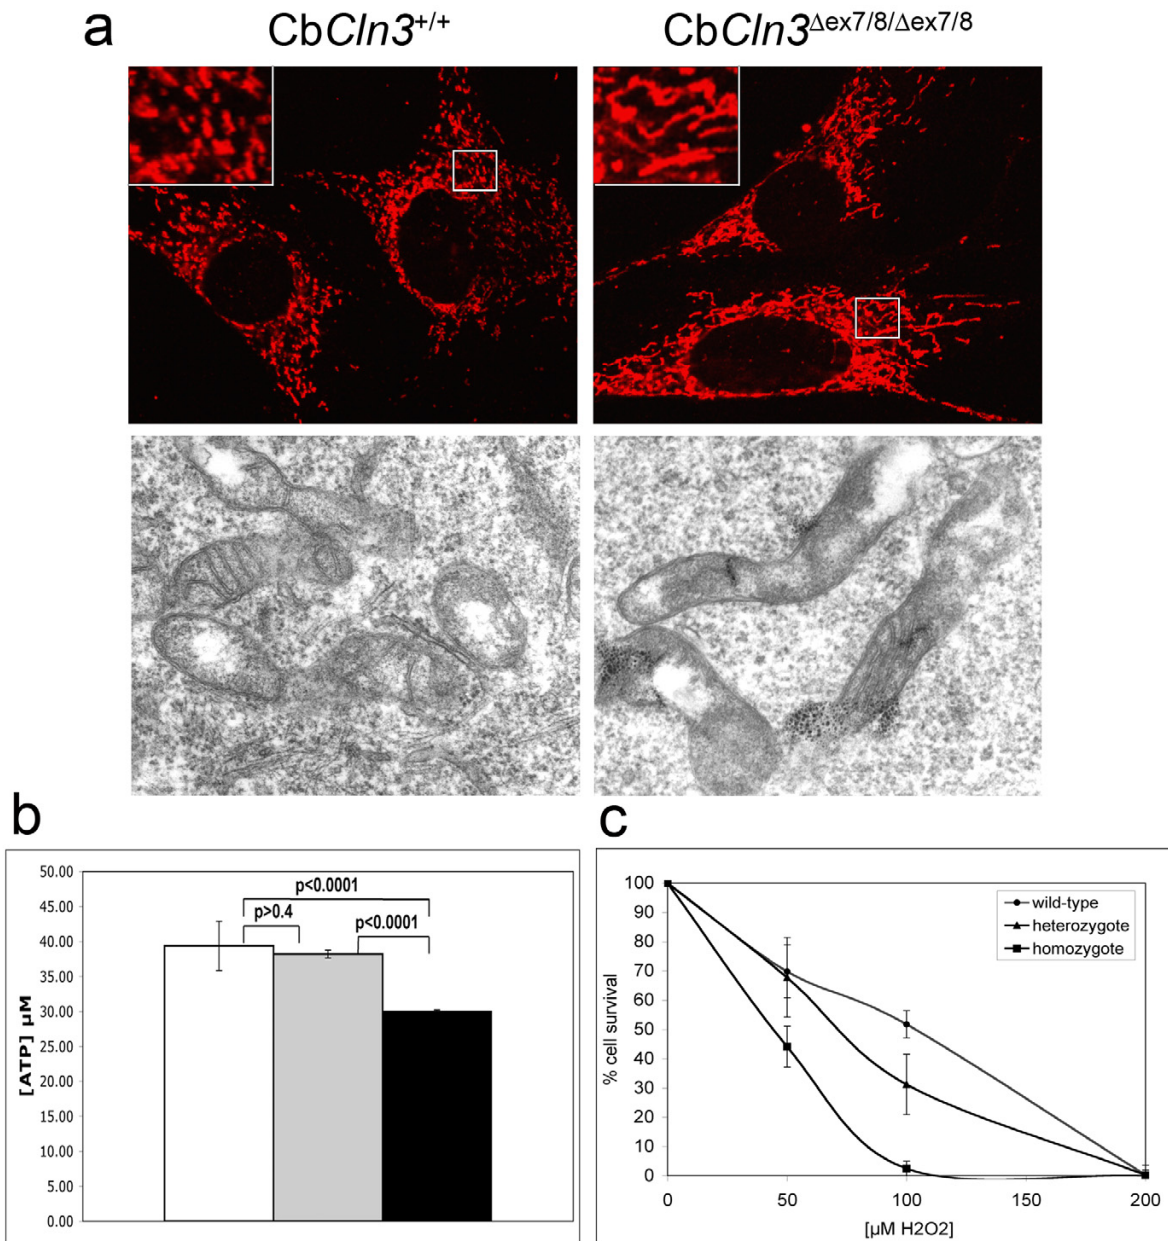 a
CbCln3+/+
CbCln3Δex7/8/Δex7/8
b
50.00
45.00
40.00
35.00
30.00
25.00
20.00
15.00
10.00
5.00
0.00
[ATP] µM
p<0.0001
p>0.4
p<0.0001
c
100
90
80
70
60
50
40
30
20
10
0
% cell survival
wild-type
heterozygote
homozygote
0 50 100 150 200
[µM H2O2]